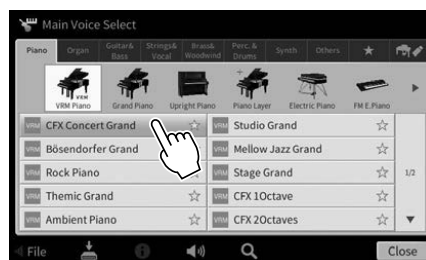 Main Voice Select
Piano Organ Guitar& Bass Strings& Vocal Brass& Woodwind Perc. & Drums Synth Others
VRM Piano Grand Piano Upright Piano Piano Layer Electric Piano FM E.Piano
VRM CFX Concert Grand VRM Studio Grand
VRM Bösendorfer Grand VRM Mellow Jazz Grand
VRM Rock Piano VRM Stage Grand 1/2
VRM Themic Grand VRM CFX 1Octave
VRM Ambient Piano VRM CFX 2Octaves
File Close